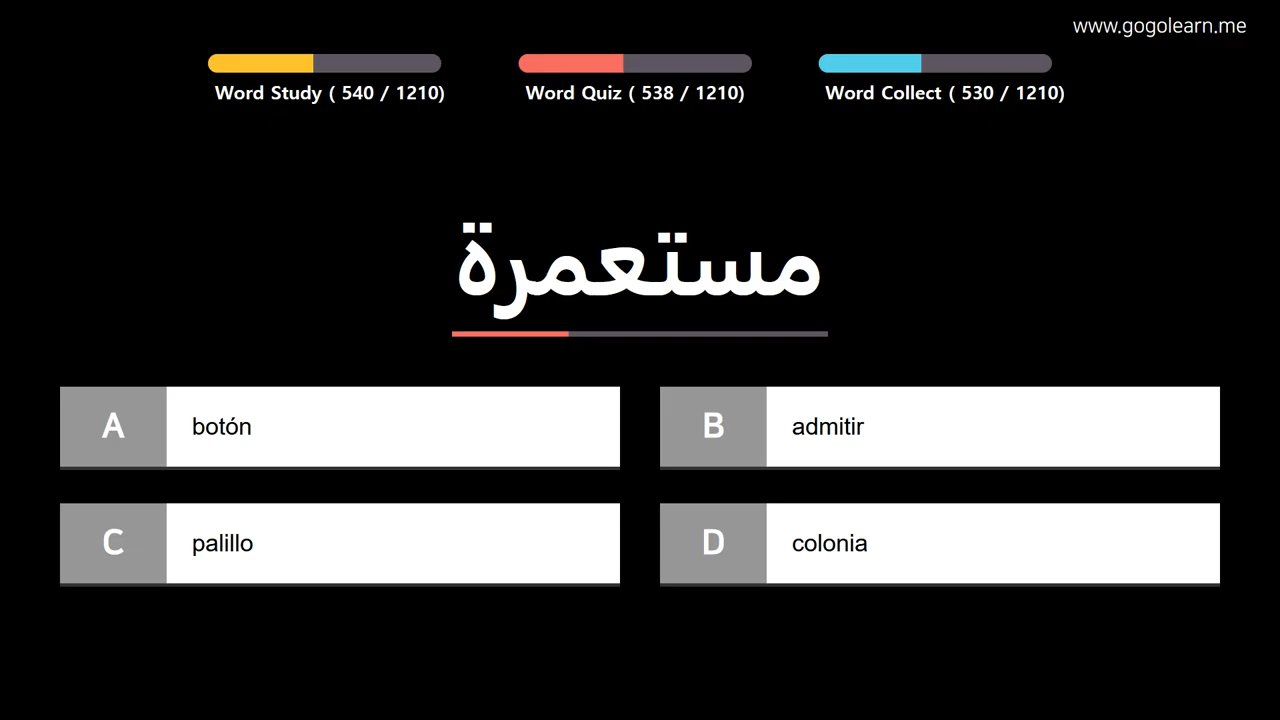 www.gogolearn.me
Word Study ( 540 / 1210)
Word Quiz ( 538 / 1210)
Word Collect ( 530 / 1210)
مستعمرة
A botón
B admitir
C palillo
D colonia